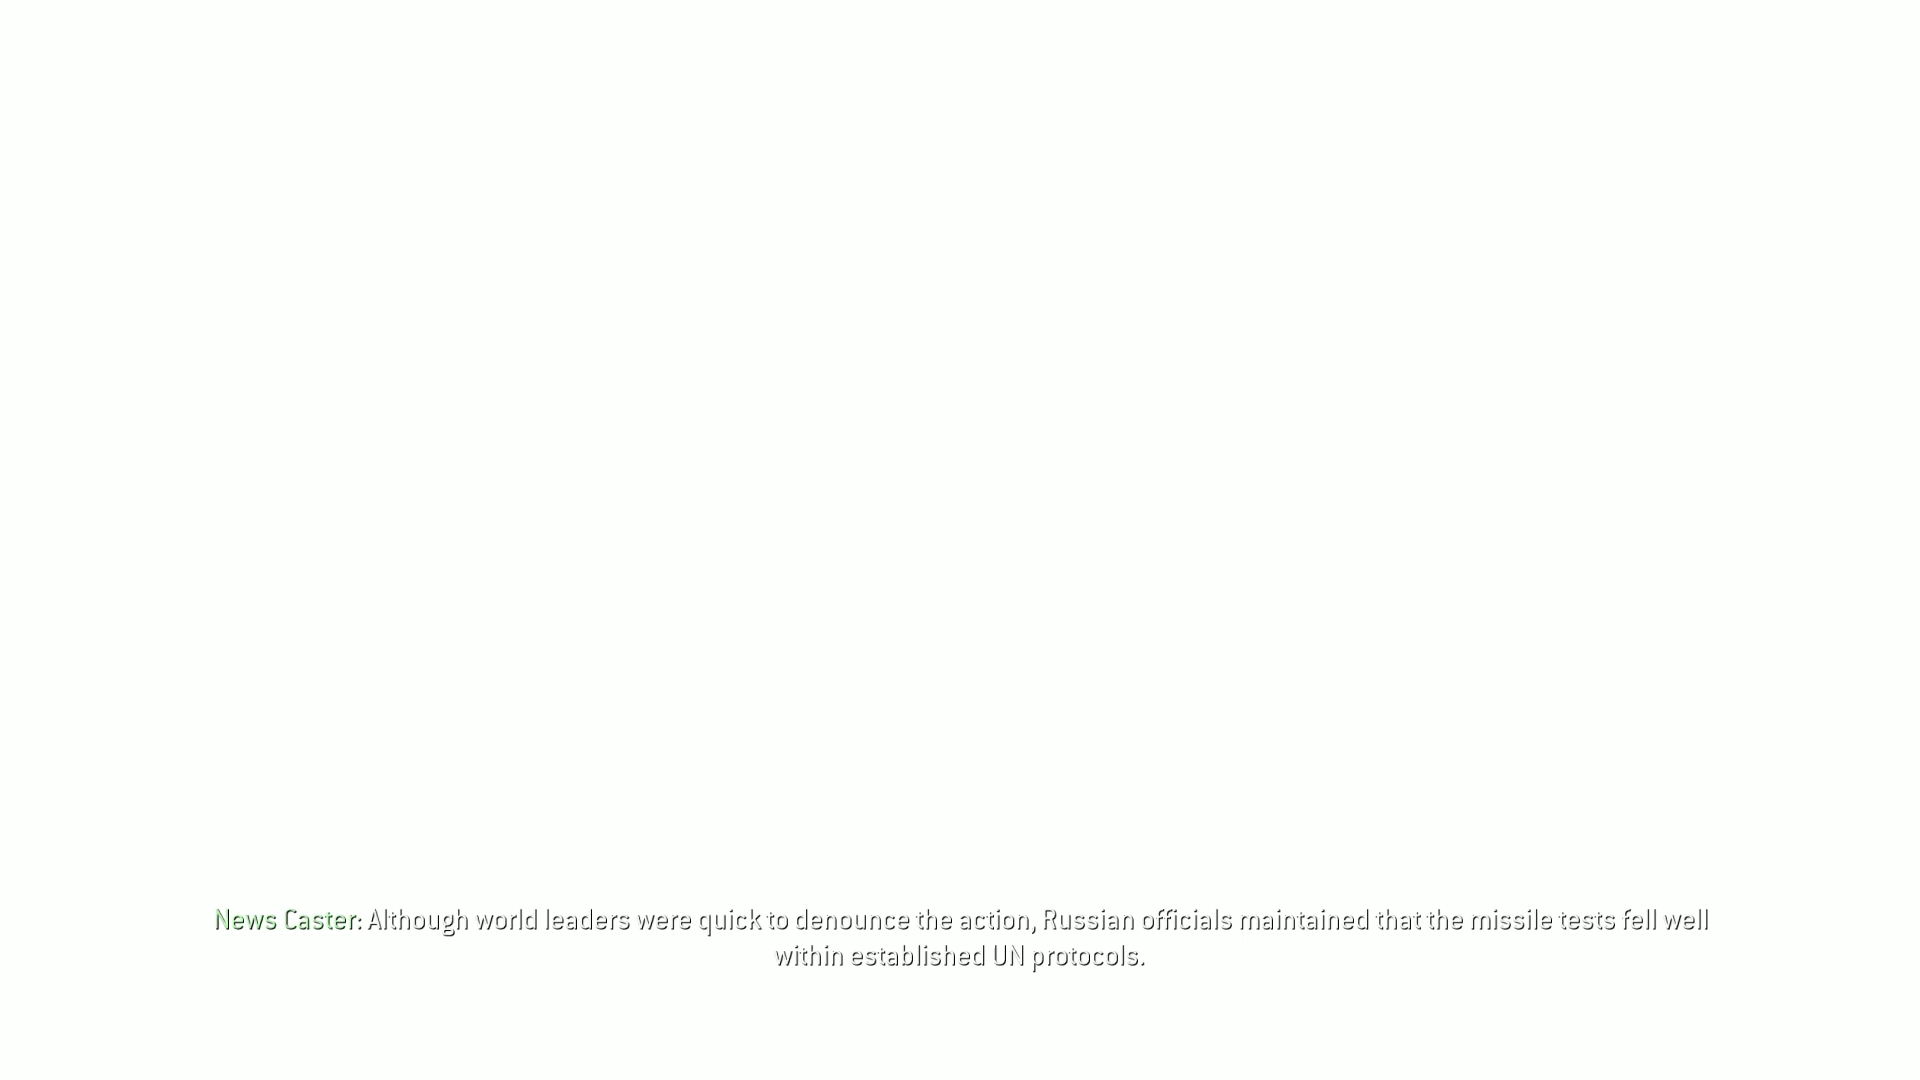 News Caster: Although world leaders were quick to denounce the action, Russian officials maintained that the missile tests fell well
within established UN protocols.